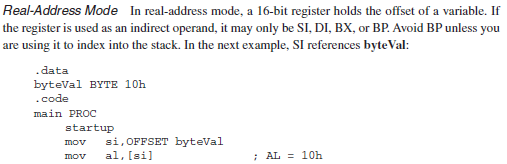 Real-Address Mode In real-address mode, a 16-bit register holds the offset of a variable. If
the register is used as an indirect operand, it may only be SI, DI, BX, or BP. Avoid BP unless you
are using it to index into the stack. In the next example, SI references byteVal:
.data
byteVal BYTE 10h
.code
main PROC
startup
mov si,OFFSET byteVal
mov al,[si] ; AL = 10h